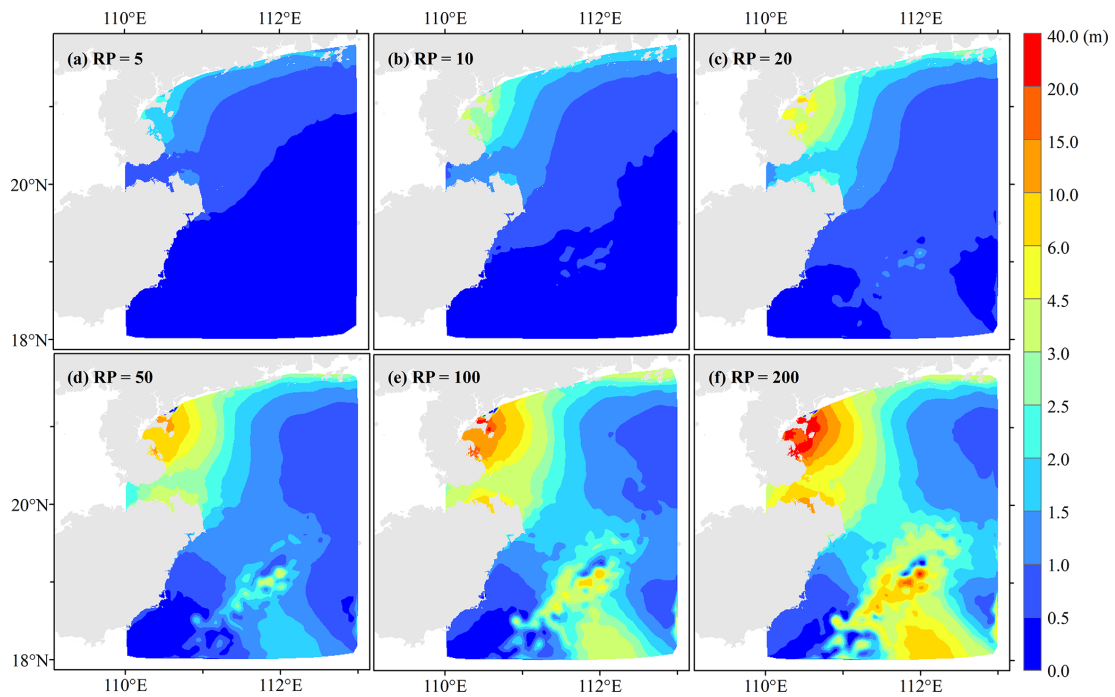 110°E 112°E 110°E 112°E 110°E 112°E
(a) RP = 5 (b) RP = 10 (c) RP = 20
20°N
18°N
(d) RP = 50 (e) RP = 100 (f) RP = 200
20°N
18°N
110°E 112°E 110°E 112°E 110°E 112°E
40.0 (m)
20.0
15.0
10.0
6.0
4.5
3.0
2.5
2.0
1.5
1.0
0.5
0.0